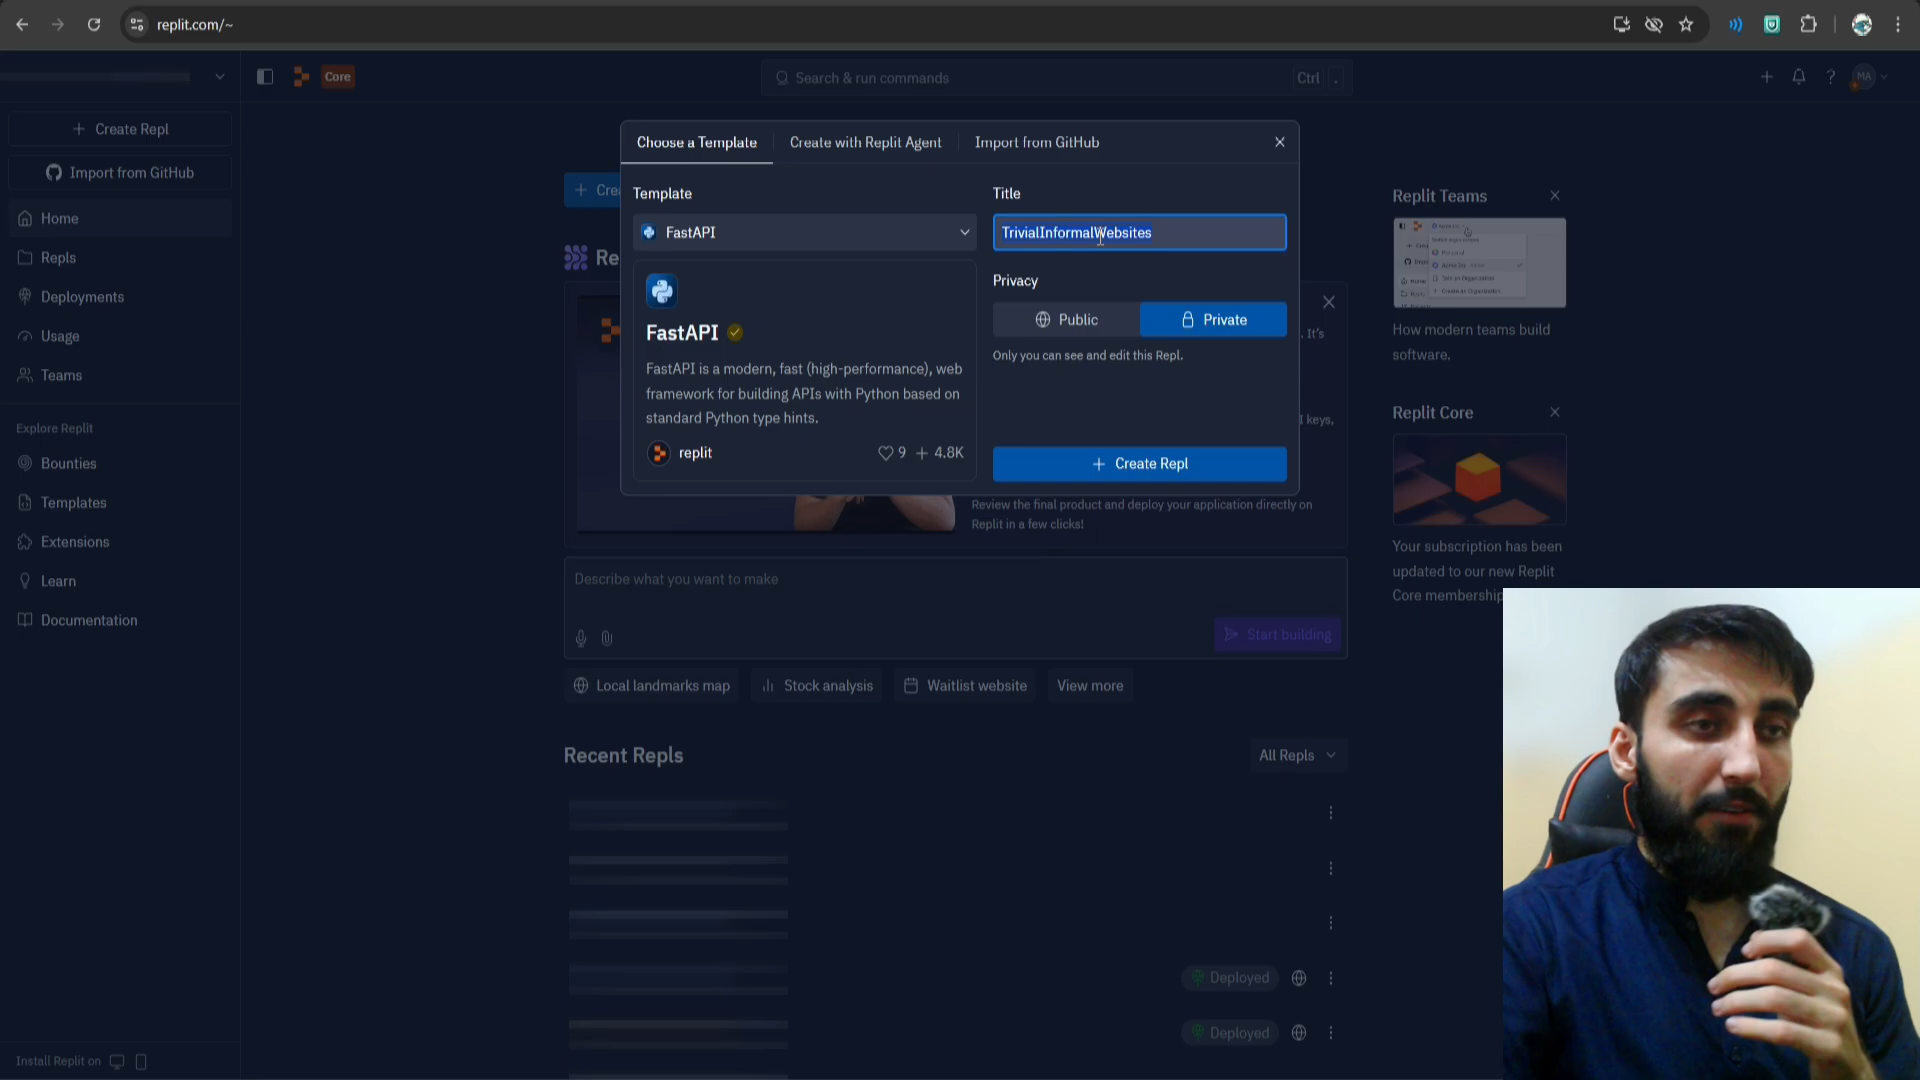 replit.com/~
Core
Search & run commands
Ctrl .
MA
Create Repl
Import from GitHub
Home
Repls
Deployments
Usage
Teams
Explore Replit
Bounties
Templates
Extensions
Learn
Documentation
Install Replit on
Choose a Template
Create with Replit Agent
Import from GitHub
Template
FastAPI
FastAPI
FastAPI is a modern, fast (high-performance), web
framework for building APIs with Python based on
standard Python type hints.
replit
9
4.8K
Title
TrivialInformalWebsites
Privacy
Public
Private
Only you can see and edit this Repl.
Create Repl
Cre
Re
. It's
I keys,
Review the final product and deploy your application directly on
Replit in a few clicks!
Describe what you want to make
Start building
Local landmarks map
Stock analysis
Waitlist website
View more
Recent Repls
All Repls
Deployed
Deployed
Replit Teams
How modern teams build
software.
Replit Core
Your subscription has been
updated to our new Replit
Core membership